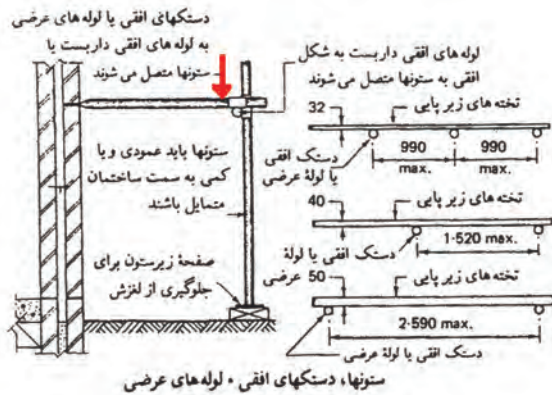 دستکهای افقی یا لوله های عرضی
به لوله های افقی داربست یا
ستونها متصل می شوند
لوله های افقی داربست به شکل
افقی به ستونها متصل می شوند
ستونها باید عمودی و یا
کمی به سمت ساختمان
متمایل باشند
صفحهٔ زیرستون برای
جلوگیری از لغزش
32
تخته های زیر پایی
990
max.
990
max.
دستک افقی
یا لولهٔ عرضی
40
تخته های زیر پایی
1·520 max.
دستک افقی یا لولهٔ
عرضی
50
تخته های زیر پایی
2·590 max.
دستک افقی یا لولهٔ عرضی
ستونها، دستکهای افقی • لوله های عرضی